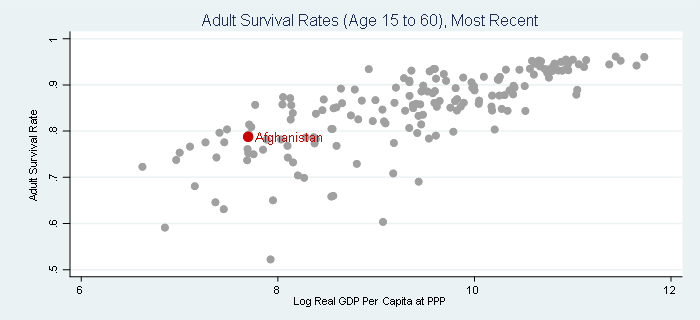 Adult Survival Rates (Age 15 to 60), Most Recent
Adult Survival Rate
1
.9
.8
.7
.6
.5
Afghanistan
6 8 10 12
Log Real GDP Per Capita at PPP